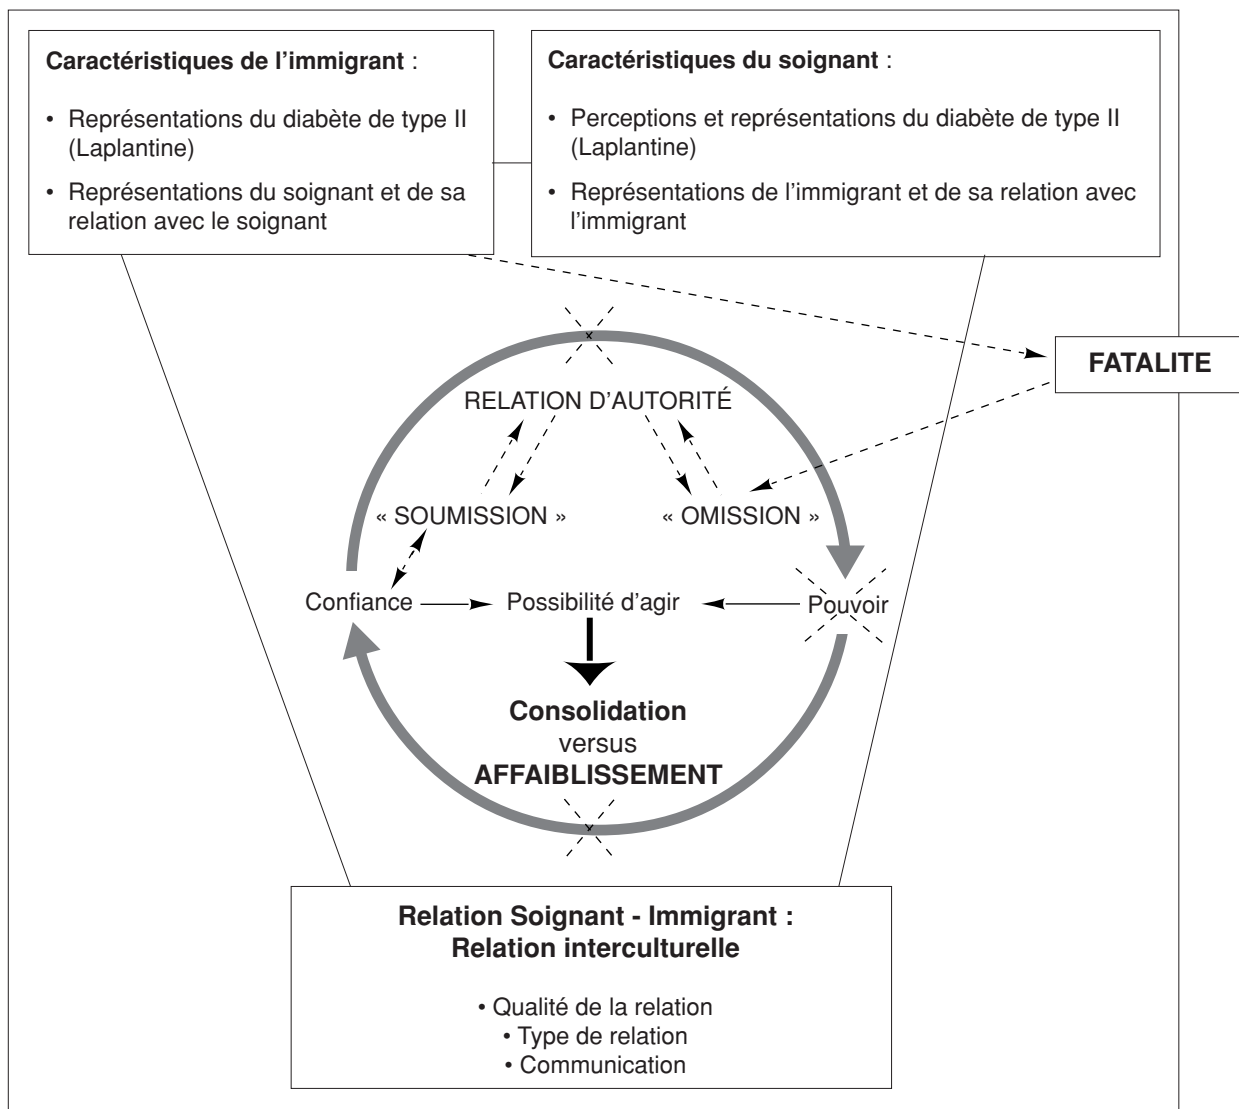 Caractéristiques de l'immigrant :
• Représentations du diabète de type II
(Laplantine)
• Représentations du soignant et de sa
relation avec le soignant
Caractéristiques du soignant :
• Perceptions et représentations du diabète de type II
(Laplantine)
• Représentations de l'immigrant et de sa relation avec
l'immigrant
FATALITE
RELATION D'AUTORITÉ
« SOUMISSION »
« OMISSION »
Confiance
Possibilité d'agir
Pouvoir
Consolidation
versus
AFFAIBLISSEMENT
Relation Soignant - Immigrant :
Relation interculturelle
• Qualité de la relation
• Type de relation
• Communication